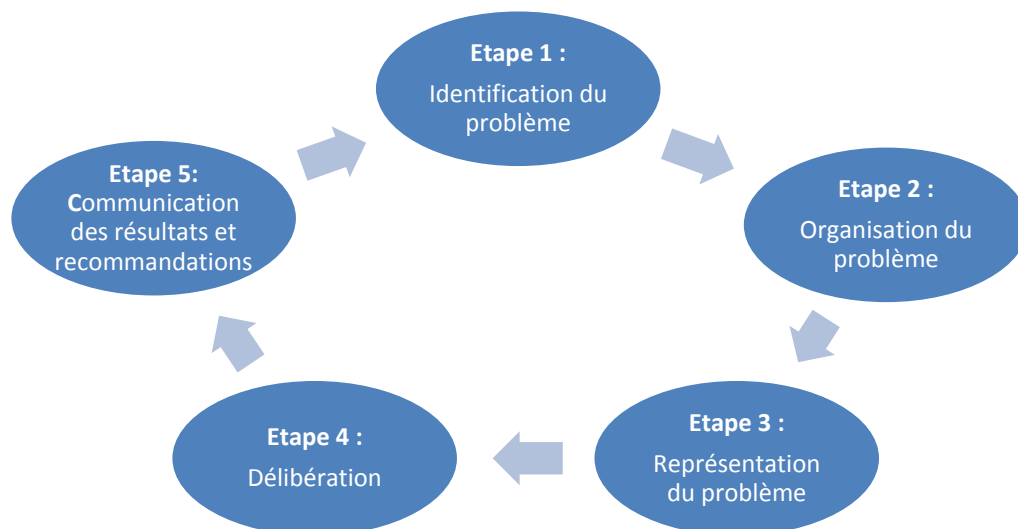 Etape 1 :
Identification du
problème
Etape 2 :
Organisation du
problème
Etape 3 :
Représentation
du problème
Etape 4 :
Délibération
Etape 5:
Communication
des résultats et
recommandations